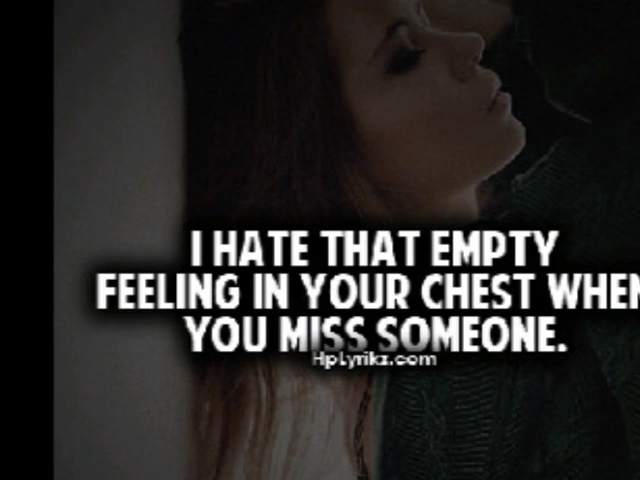 I HATE THAT EMPTY
FEELING IN YOUR CHEST WHEN
YOU MISS SOMEONE.
HpLyrikz.com